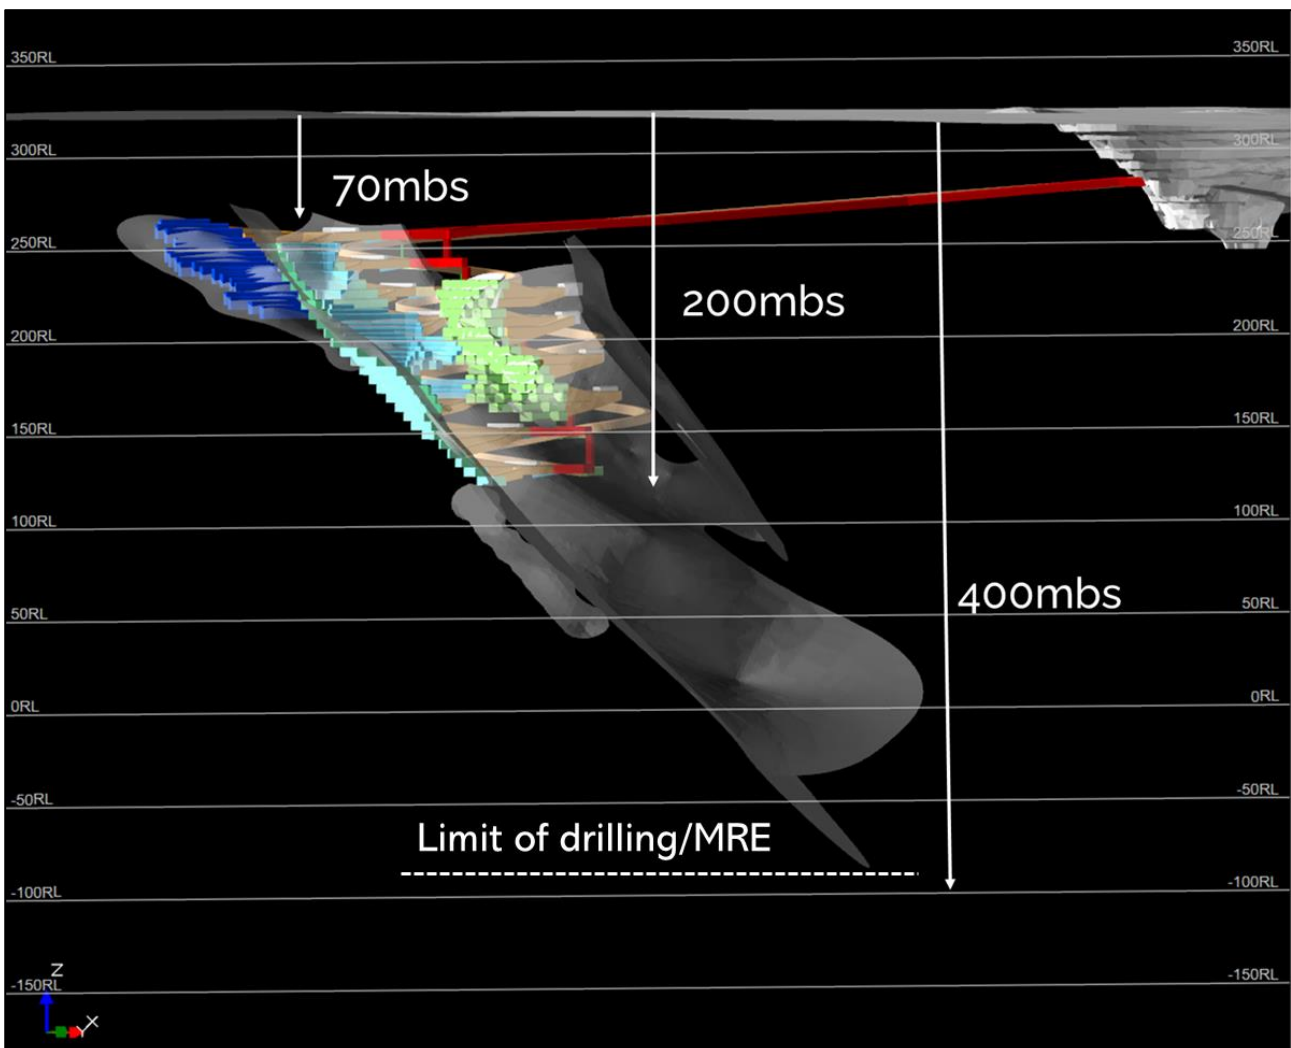 350RL 350RL
300RL 300RL
70mbs
250RL 250RL
200mbs
200RL 200RL
150RL 150RL
100RL 100RL
400mbs
50RL 50RL
0RL 0RL
-50RL -50RL
Limit of drilling/MRE
-100RL -100RL
Z
-150RL -150RL
X
Y